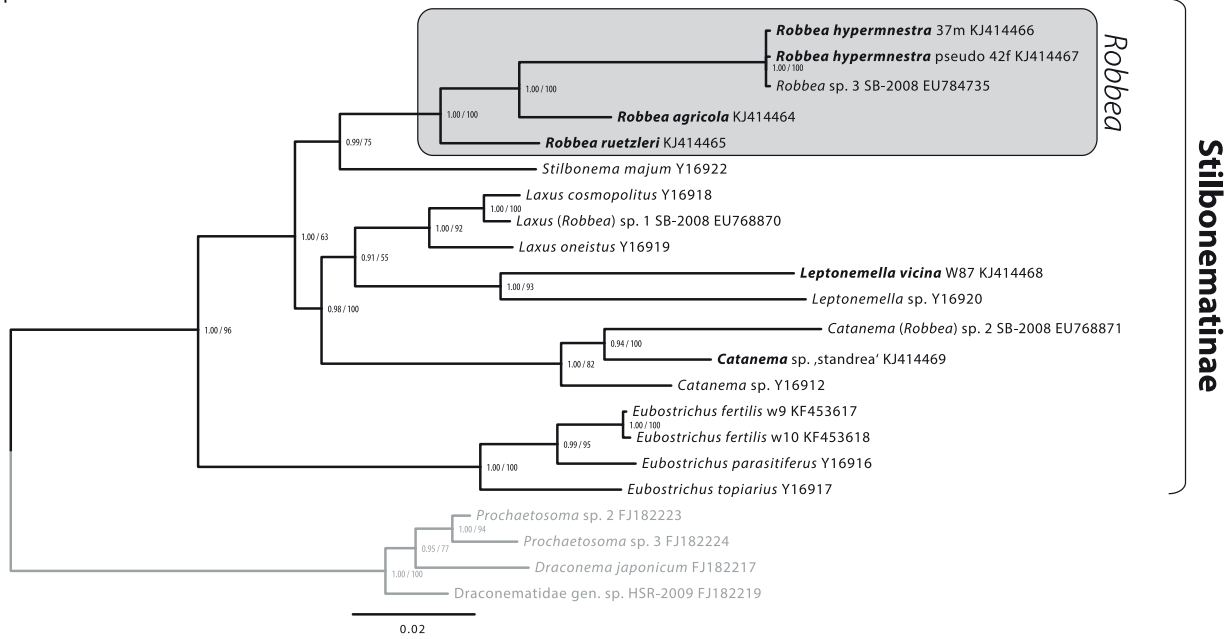 Robbea hypermnestra 37m KJ414466
Robbea hypermnestra pseudo 42f KJ414467
1.00 / 100
Robbea sp. 3 SB-2008 EU784735
1.00 / 100
Robbea agricola KJ414464
1.00 / 100
Robbea ruetzleri KJ414465
Robbea
0.99/ 75
Stilbonema majum Y16922
Laxus cosmopolitus Y16918
1.00 / 100
Laxus (Robbea) sp. 1 SB-2008 EU768870
1.00 / 92
Laxus oneistus Y16919
1.00 / 63
0.91 / 55
Leptonemella vicina W87 KJ414468
1.00 / 93
Leptonemella sp. Y16920
0.98 / 100
Catanema (Robbea) sp. 2 SB-2008 EU768871
1.00 / 96
0.94 / 100
Catanema sp. ‚standrea‘ KJ414469
1.00 / 82
Catanema sp. Y16912
Eubostrichus fertilis w9 KF453617
1.00 / 100
Eubostrichus fertilis w10 KF453618
0.99 / 95
Eubostrichus parasitiferus Y16916
1.00 / 100
Eubostrichus topiarius Y16917
Stilbonematinae
Prochaetosoma sp. 2 FJ182223
1.00 / 94
Prochaetosoma sp. 3 FJ182224
0.95 / 77
Draconema japonicum FJ182217
1.00 / 100
Draconematidae gen. sp. HSR-2009 FJ182219
0.02